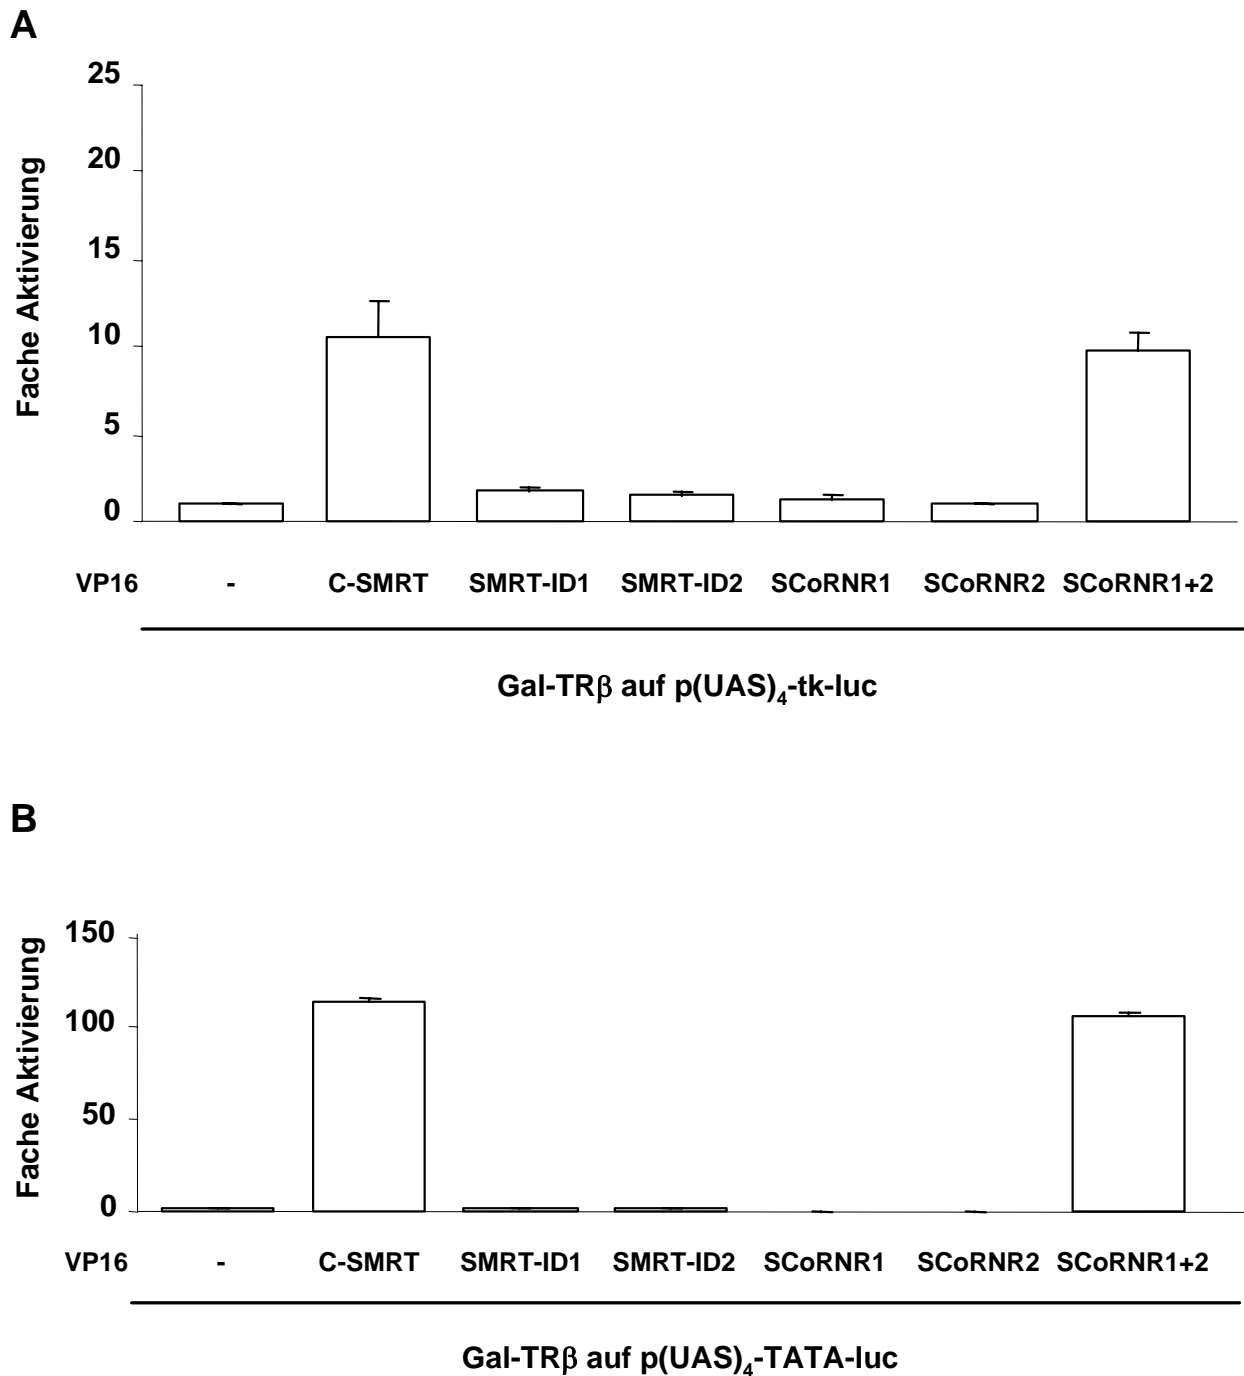 A
Fache Aktivierung
25
20
15
10
5
0
VP16 - C-SMRT SMRT-ID1 SMRT-ID2 SCoRNR1 SCoRNR2 SCoRNR1+2
Gal-TRβ auf p(UAS)₄-tk-luc
B
Fache Aktivierung
150
100
50
0
VP16 - C-SMRT SMRT-ID1 SMRT-ID2 SCoRNR1 SCoRNR2 SCoRNR1+2
Gal-TRβ auf p(UAS)₄-TATA-luc